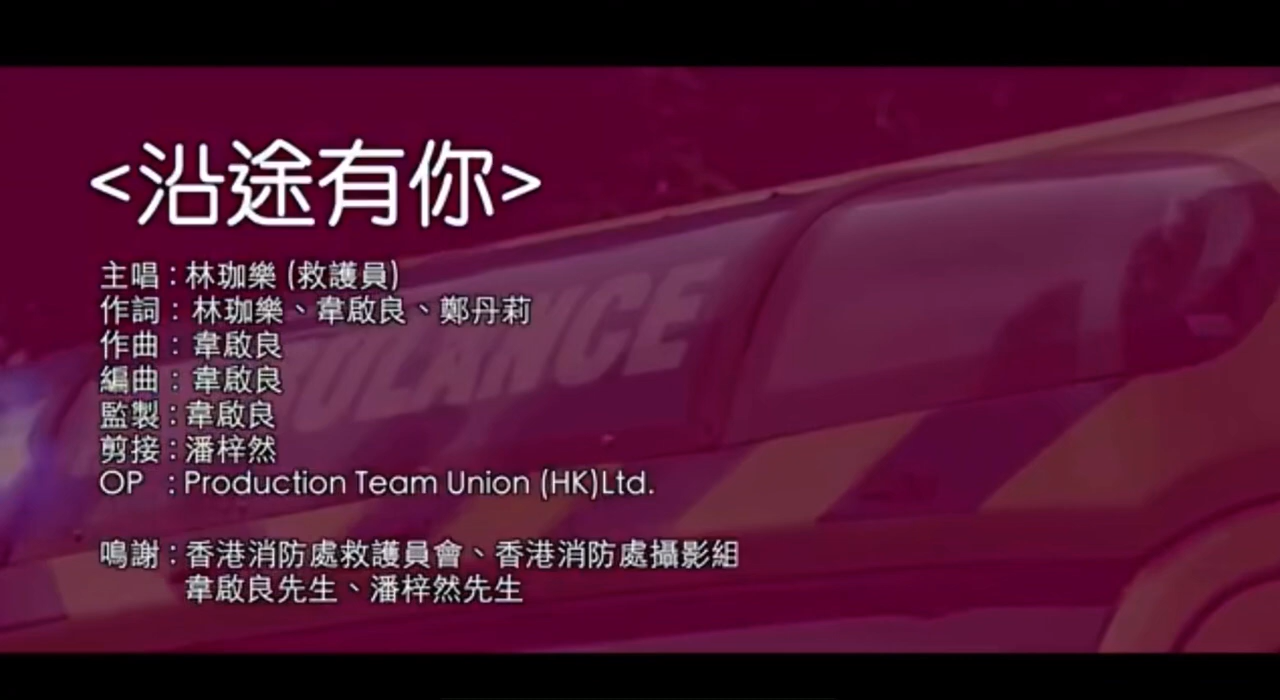 <沿途有你>
主唱：林珈樂 (救護員)
作詞：林珈樂、韋啟良、鄭丹莉
作曲：韋啟良
編曲：韋啟良
監製：韋啟良
剪接：潘梓然
OP ：Production Team Union (HK)Ltd.
鳴謝：香港消防處救護員會、香港消防處攝影組
韋啟良先生、潘梓然先生
BULANCE